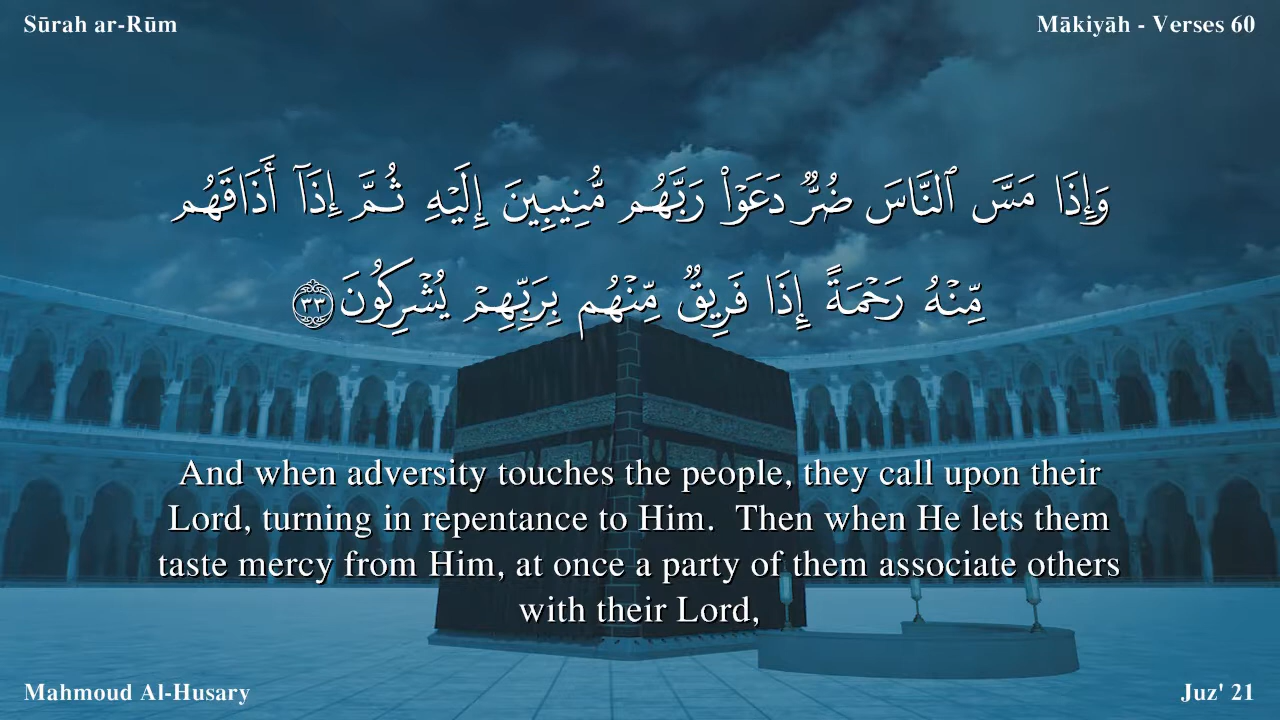 Sūrah ar-Rūm
Mākiyāh - Verses 60
وَإِذَا مَسَّ ٱلنَّاسَ ضُرٌّ دَعَوْا۟ رَبَّهُم مُّنِيبِينَ إِلَيْهِ ثُمَّ إِذَآ أَذَاقَهُم
مِّنْهُ رَحْمَةً إِذَا فَرِيقٌ مِّنْهُم بِرَبِّهِمْ يُشْرِكُونَ ٣٣
And when adversity touches the people, they call upon their
Lord, turning in repentance to Him.  Then when He lets them
taste mercy from Him, at once a party of them associate others
with their Lord,
Mahmoud Al-Husary
Juz' 21